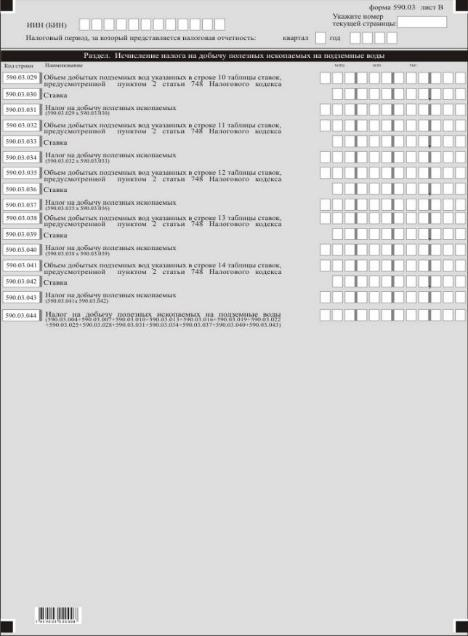 форма 590.03 лист В
Укажите номер
текущей страницы:
ИИН (БИН)
Налоговый период, за который представляется налоговая отчетность: квартал год
Раздел. Исчисление налога на добычу полезных ископаемых на подземные воды
Код строки Наименование млрд. млн. тыс.
590.03.029 Объем добытых подземных вод указанных в строке 10 таблицы ставок,
предусмотренной пунктом 2 статьи 748 Налогового кодекса
590.03.030 Ставка
590.03.031 Налог на добычу полезных ископаемых
(590.03.029 x 590.03.030)
590.03.032 Объем добытых подземных вод указанных в строке 11 таблицы ставок,
предусмотренной пунктом 2 статьи 748 Налогового кодекса
590.03.033 Ставка
590.03.034 Налог на добычу полезных ископаемых
(590.03.032 x 590.03.033)
590.03.035 Объем добытых подземных вод указанных в строке 12 таблицы ставок,
предусмотренной пунктом 2 статьи 748 Налогового кодекса
590.03.036 Ставка
590.03.037 Налог на добычу полезных ископаемых
(590.03.035 x 590.03.036)
590.03.038 Объем добытых подземных вод указанных в строке 13 таблицы ставок,
предусмотренной пунктом 2 статьи 748 Налогового кодекса
590.03.039 Ставка
590.03.040 Налог на добычу полезных ископаемых
(590.03.038 x 590.03.039)
590.03.041 Объем добытых подземных вод указанных в строке 14 таблицы ставок,
предусмотренной пунктом 2 статьи 748 Налогового кодекса
590.03.042 Ставка
590.03.043 Налог на добычу полезных ископаемых
(590.03.041x 590.03.042)
590.03.044 Налог на добычу полезных ископаемых на подземные воды
(590.03.004+590.03.007+590.03.010+590.03.013+590.03.016+590.03.019+590.03.022
+590.03.025+590.03.028+590.03.031+590.03.034+590.03.037+590.03.040+590.03.043)